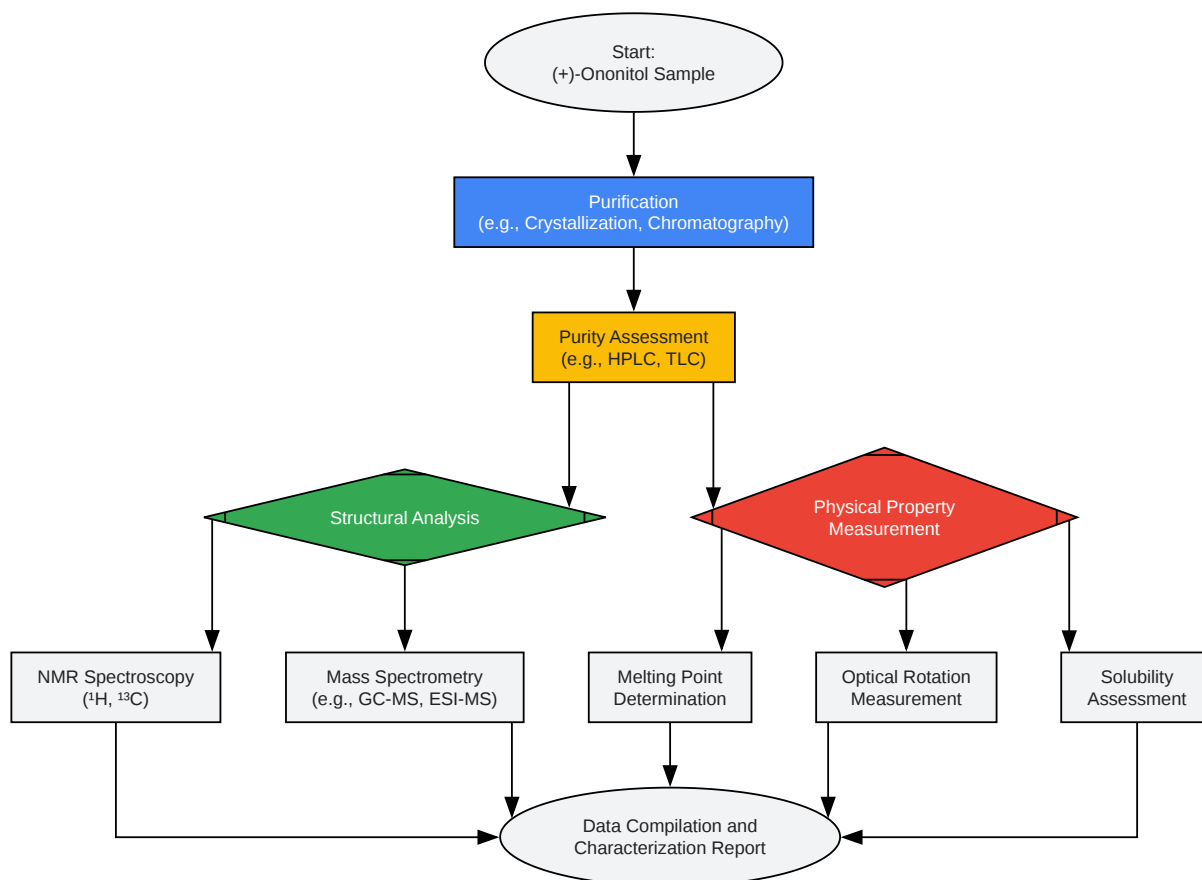 Start:
(+)-Ononitol Sample
Purification
(e.g., Crystallization, Chromatography)
Purity Assessment
(e.g., HPLC, TLC)
Structural Analysis
Physical Property
Measurement
NMR Spectroscopy
(¹H, ¹³C)
Mass Spectrometry
(e.g., GC-MS, ESI-MS)
Melting Point
Determination
Optical Rotation
Measurement
Solubility
Assessment
Data Compilation and
Characterization Report